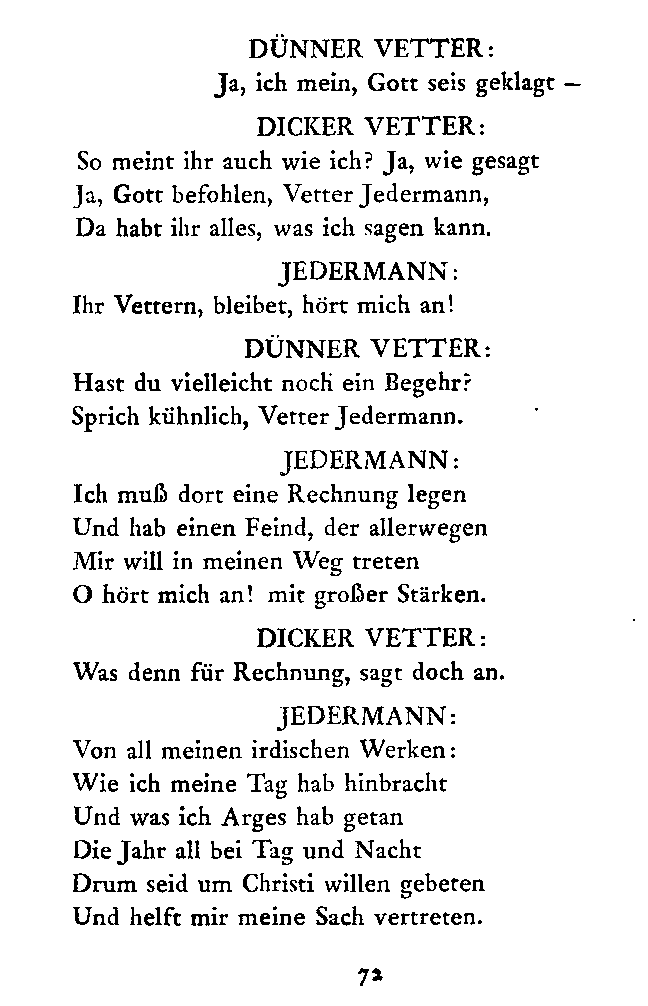 DÜNNER VETTER:
Ja, ich mein, Gott seis geklagt –
DICKER VETTER:
So meint ihr auch wie ich? Ja, wie gesagt
Ja, Gott befohlen, Vetter Jedermann,
Da habt ihr alles, was ich sagen kann.
JEDERMANN:
Ihr Vettern, bleibet, hört mich an!
DÜNNER VETTER:
Hast du vielleicht noch ein Begehr?
Sprich kühnlich, Vetter Jedermann.
JEDERMANN:
Ich muß dort eine Rechnung legen
Und hab einen Feind, der allerwegen
Mir will in meinen Weg treten
O hört mich an! mit großer Stärken.
DICKER VETTER:
Was denn für Rechnung, sagt doch an.
JEDERMANN:
Von all meinen irdischen Werken:
Wie ich meine Tag hab hinbracht
Und was ich Arges hab getan
Die Jahr all bei Tag und Nacht
Drum seid um Christi willen gebeten
Und helft mir meine Sach vertreten.
72